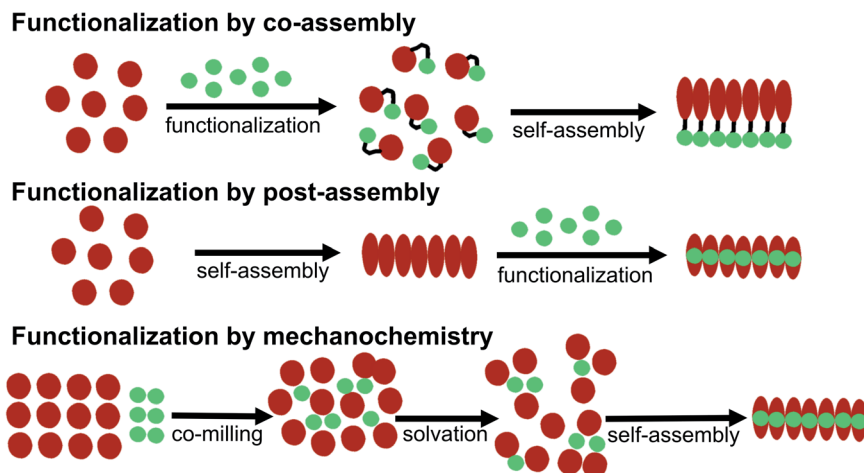 Functionalization by co-assembly
functionalization
self-assembly
Functionalization by post-assembly
self-assembly
functionalization
Functionalization by mechanochemistry
co-milling
solvation
self-assembly